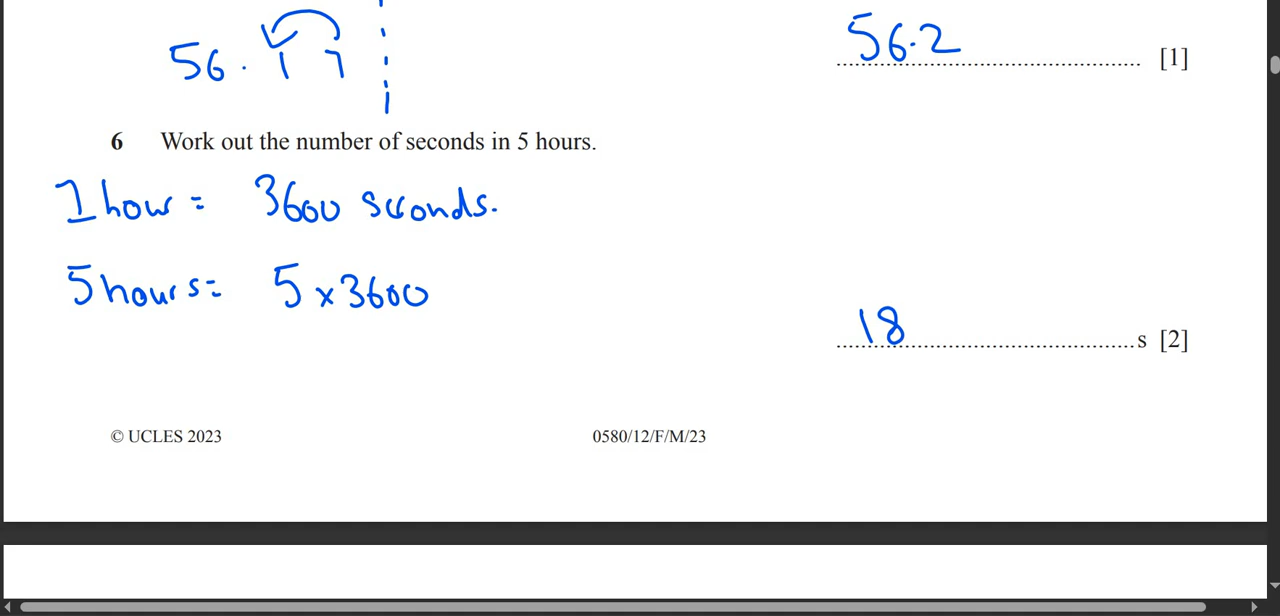 56.17
56.2 [1]
6 Work out the number of seconds in 5 hours.
1 hour = 3600 seconds.
5 hours = 5 × 3600
18 s [2]
© UCLES 2023 0580/12/F/M/23